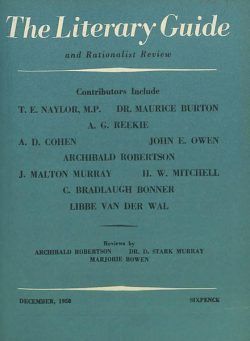 The Literary Guide
and Rationalist Review
Contributors Include
T. E. NAYLOR, M.P. DR. MAURICE BURTON
A. G. REEKIE
A. D. COHEN JOHN E. OWEN
ARCHIBALD ROBERTSON
J. MALTON MURRAY H. W. MITCHELL
C. BRADLAUGH BONNER
LIBBE VAN DER WAL
Reviews by
ARCHIBALD ROBERTSON DR. D. STARK MURRAY
MARJORIE BOWEN
DECEMBER, 1950 SIXPENCE